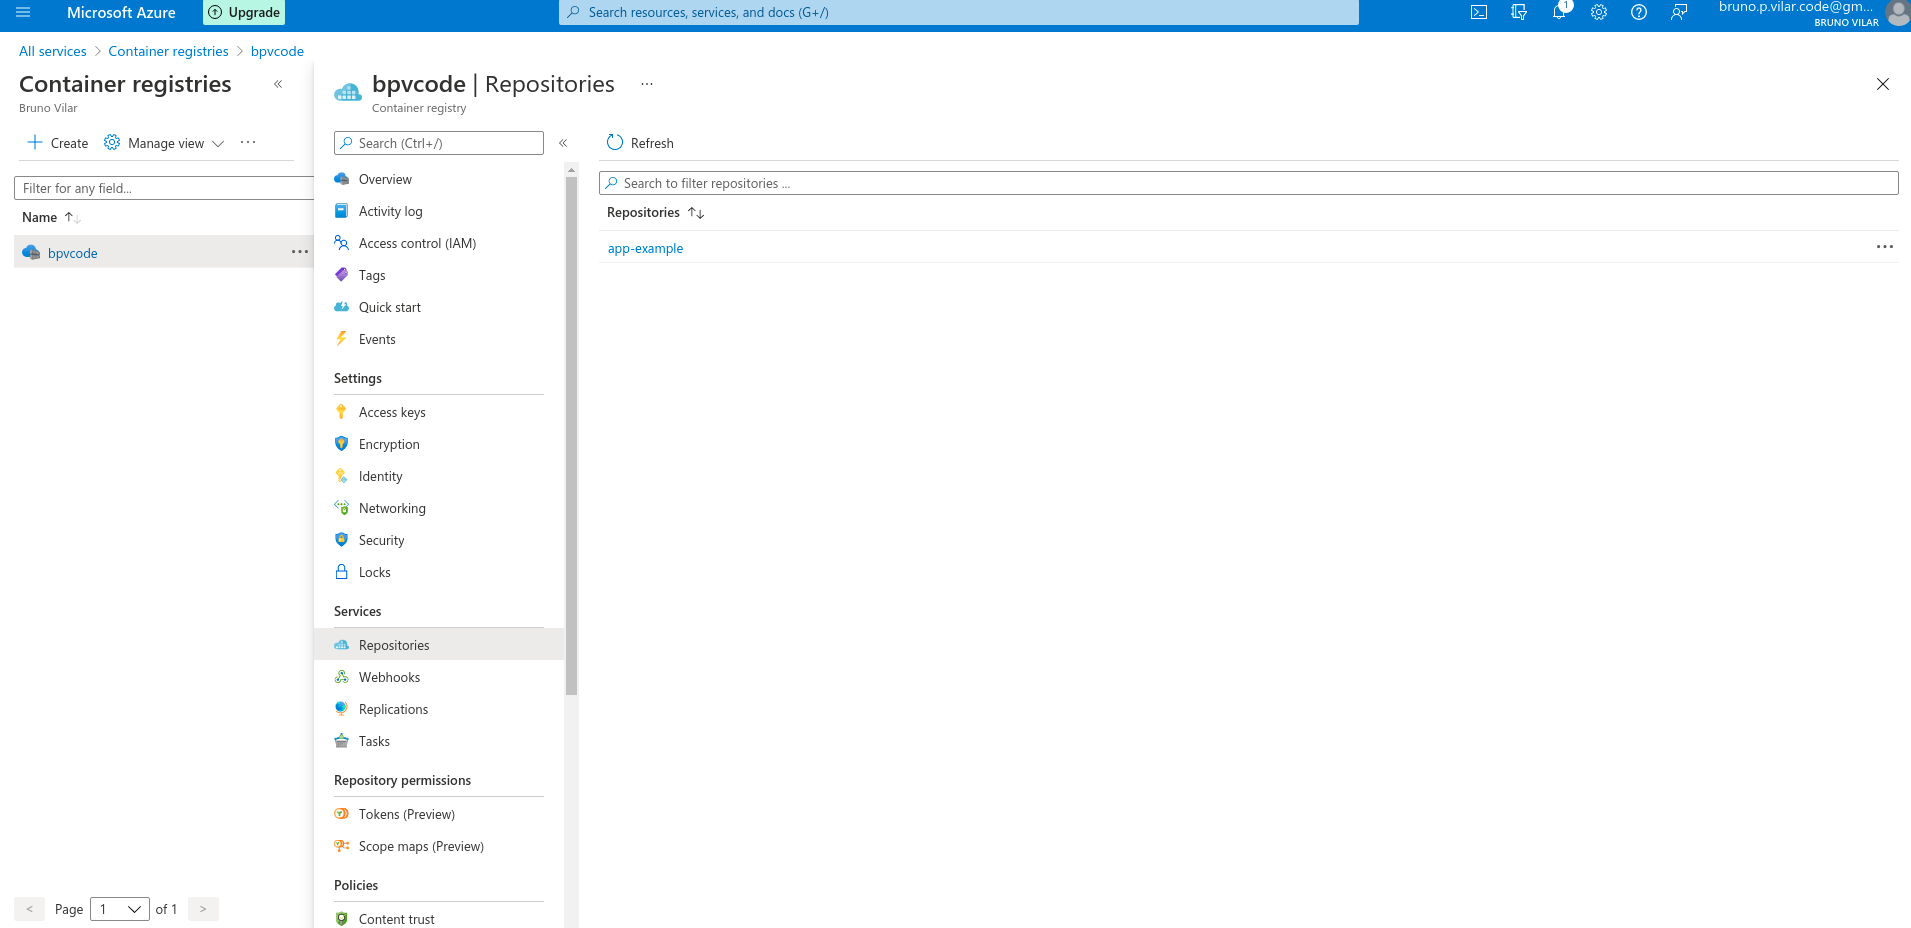 Microsoft Azure
Upgrade
Search resources, services, and docs (G+/)
1
bruno.p.vilar.code@gm...
BRUNO VILAR
All services > Container registries > bpvcode
Container registries
«
Bruno Vilar
Create
Manage view
...
Filter for any field...
Name
bpvcode
...
< Page 1 of 1 >
bpvcode | Repositories
...
Container registry
Search (Ctrl+/)
«
Overview
Activity log
Access control (IAM)
Tags
Quick start
Events
Settings
Access keys
Encryption
Identity
Networking
Security
Locks
Services
Repositories
Webhooks
Replications
Tasks
Repository permissions
Tokens (Preview)
Scope maps (Preview)
Policies
Content trust
Refresh
Search to filter repositories ...
Repositories
app-example
...